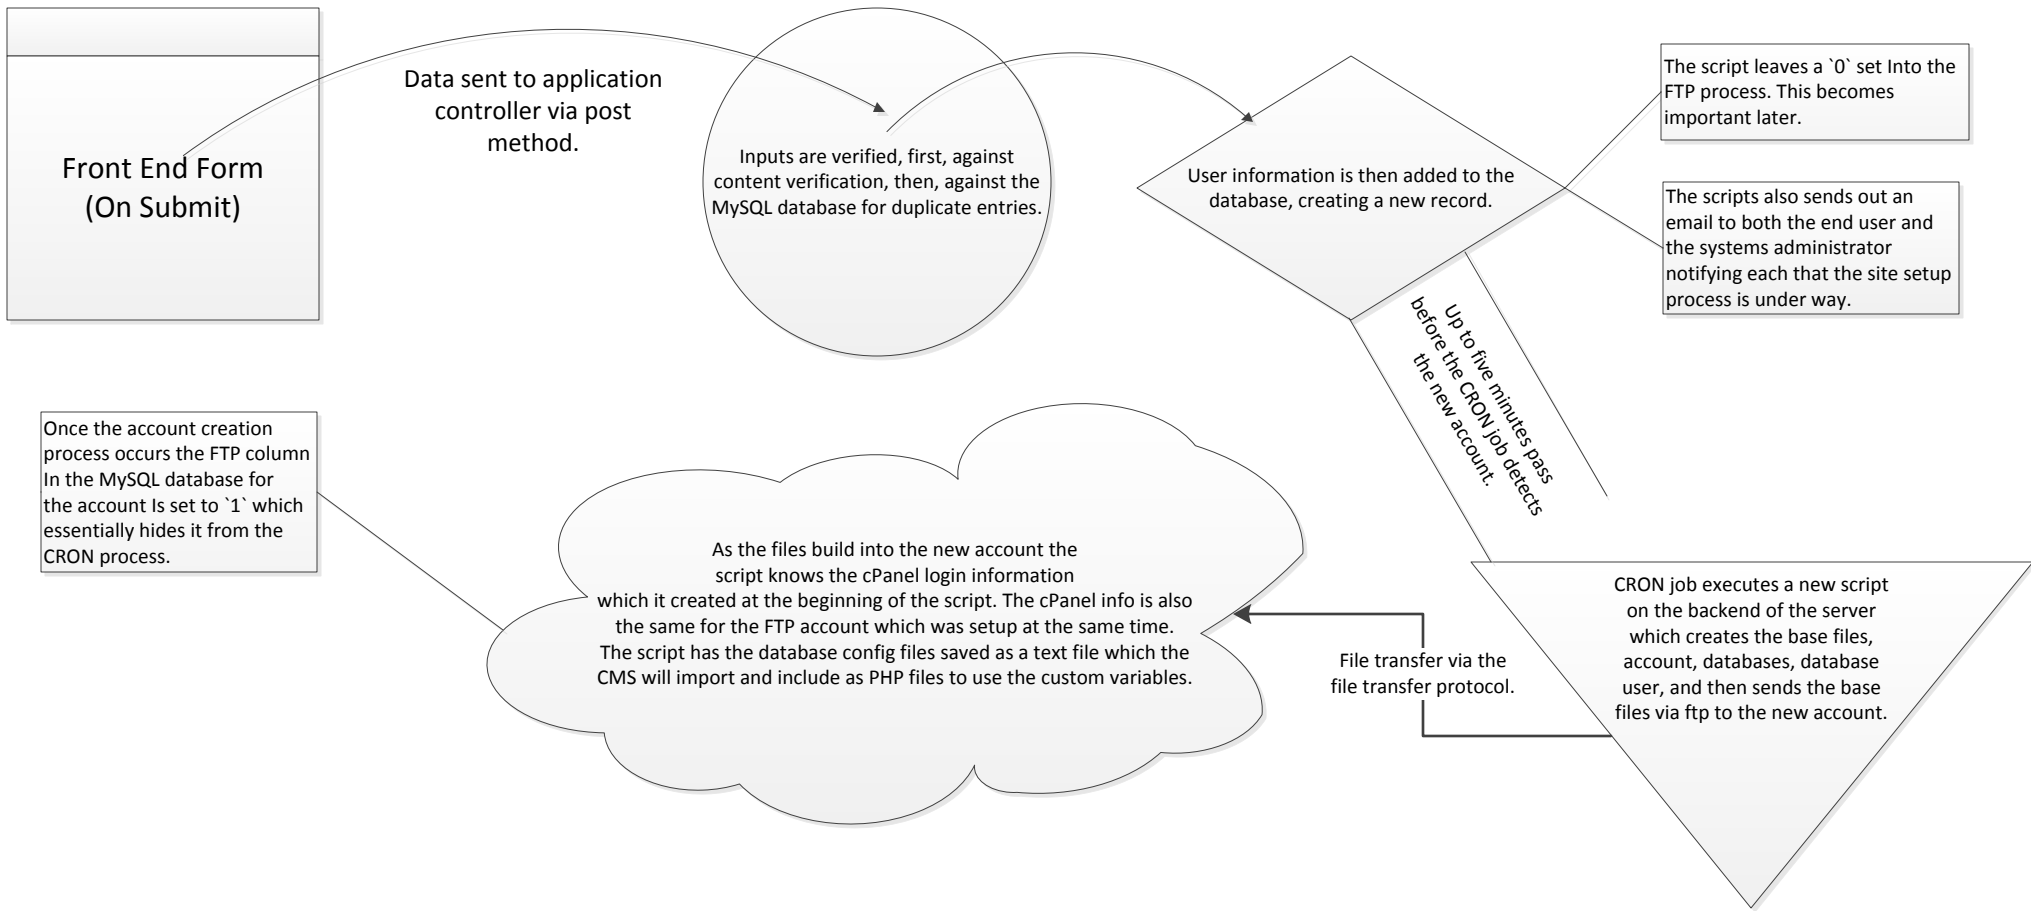 Front End Form
(On Submit)
Data sent to application
controller via post
method.
Inputs are verified, first, against
content verification, then, against the
MySQL database for duplicate entries.
User information is then added to the
database, creating a new record.
The script leaves a `0` set Into the
FTP process. This becomes
important later.
The scripts also sends out an
email to both the end user and
the systems administrator
notifying each that the site setup
process is under way.
Up to five minutes pass
before the CRON job detects
the new account.
CRON job executes a new script
on the backend of the server
which creates the base files,
account, databases, database
user, and then sends the base
files via ftp to the new account.
File transfer via the
file transfer protocol.
As the files build into the new account the
script knows the cPanel login information
which it created at the beginning of the script. The cPanel info is also
the same for the FTP account which was setup at the same time.
The script has the database config files saved as a text file which the
CMS will import and include as PHP files to use the custom variables.
Once the account creation
process occurs the FTP column
In the MySQL database for
the account Is set to `1` which
essentially hides it from the
CRON process.